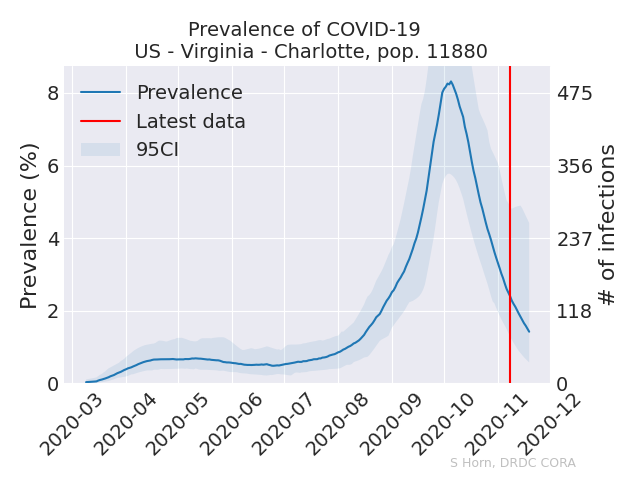 Prevalence of COVID-19
US - Virginia - Charlotte, pop. 11880
Prevalence
Latest data
95CI
Prevalence (%)
8
6
4
2
0
475
356
237
118
0
# of infections
2020-03
2020-04
2020-05
2020-06
2020-07
2020-08
2020-09
2020-10
2020-11
2020-12
S Horn, DRDC CORA